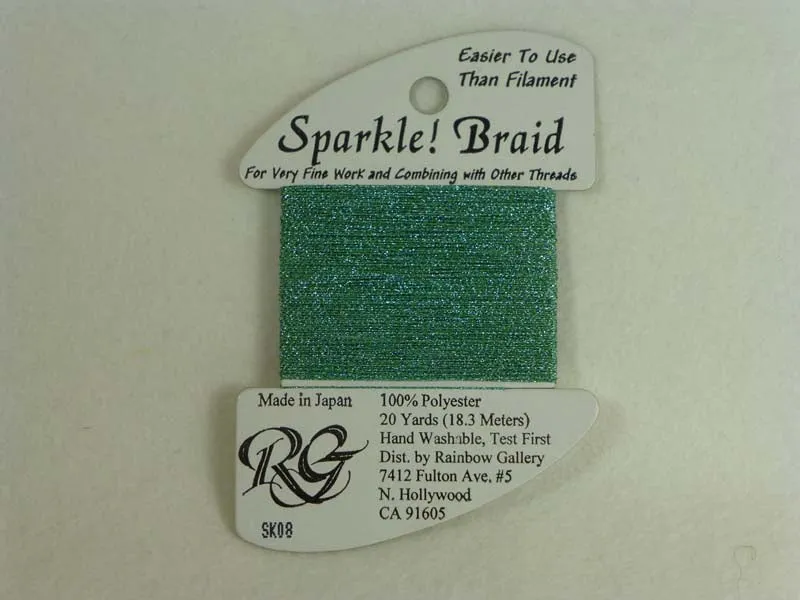 Easier To Use
Than Filament
Sparkle! Braid
For Very Fine Work and Combining with Other Threads
Made in Japan
100% Polyester
20 Yards (18.3 Meters)
Hand Washable, Test First
Dist. by Rainbow Gallery
7412 Fulton Ave, #5
N. Hollywood
CA 91605
RG
SK08